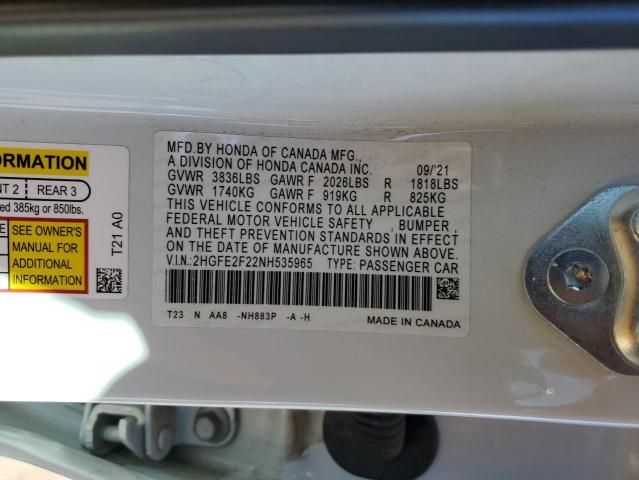 ORMATION
NT 2 REAR 3
ed 385kg or 850lbs.
SEE OWNER'S
MANUAL FOR
ADDITIONAL
INFORMATION
T21 A0
MFD.BY HONDA OF CANADA MFG.,
A DIVISION OF HONDA CANADA INC. 09/'21
GVWR 3836LBS GAWR F 2026LBS R 1818LBS
GVWR 1740KG GAWR F 919KG R 825KG
THIS VEHICLE CONFORMS TO ALL APPLICABLE
FEDERAL MOTOR VEHICLE SAFETY , BUMPER ,
AND THEFT PREVENTION STANDARDS IN EFFECT
ON THE DATE OF MANUFACTURE SHOWN ABOVE.
V.I.N.:2HGFE2F22NH535965 TYPE: PASSENGER CAR
T23 N AA8 -NH883P -A -H MADE IN CANADA